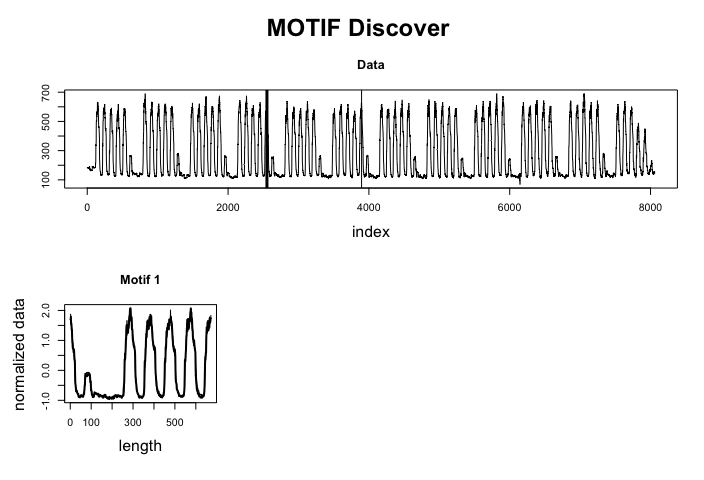 MOTIF Discover
Data
700
500
300
100
0 2000 4000 6000 8000
index
Motif 1
normalized data
2.0
1.0
0.0
-1.0
0 100 300 500
length